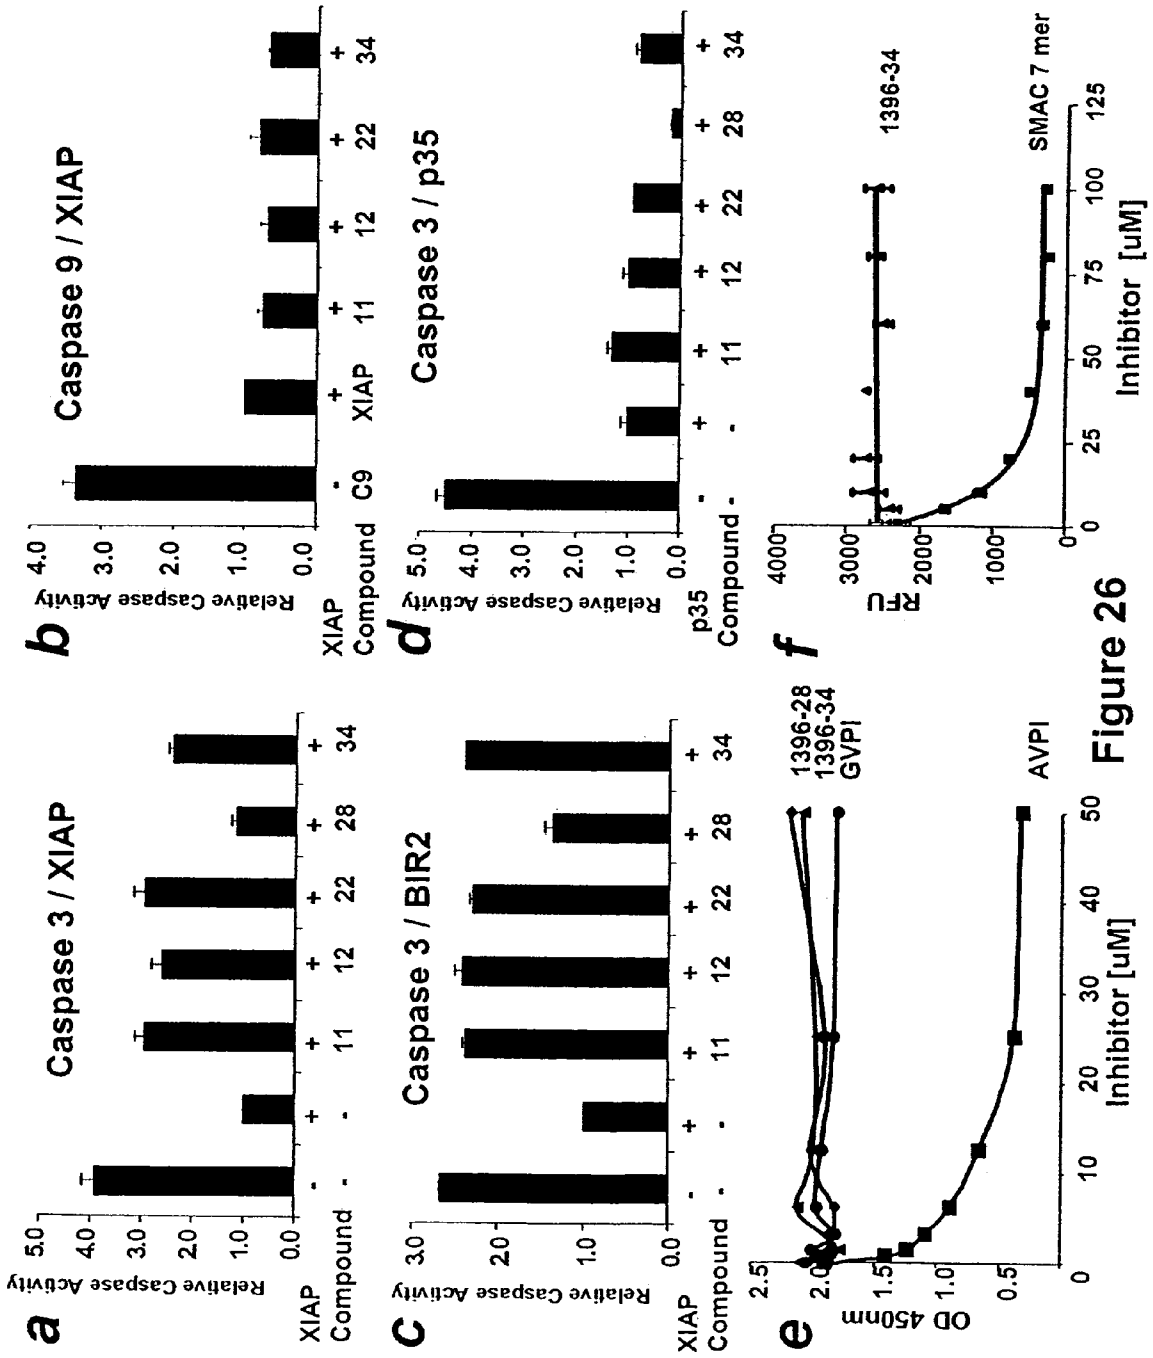 a
Caspase 3 / XIAP
Relative Caspase Activity
5.0
4.0
3.0
2.0
1.0
0.0
XIAP - + + + + + +
Compound - - 11 12 22 28 34
b
Caspase 9 / XIAP
Relative Caspase Activity
4.0
3.0
2.0
1.0
0.0
XIAP - + + + + +
Compound C9 XIAP 11 12 22 34
c
Caspase 3 / BIR2
Relative Caspase Activity
3.0
2.0
1.0
0.0
XIAP - + + + + + +
Compound - - 11 12 22 28 34
d
Caspase 3 / p35
Relative Caspase Activity
5.0
4.0
3.0
2.0
1.0
0.0
p35 - + + + + + +
Compound - - 11 12 22 28 34
e
OD 450nm
2.5
2.0
1.5
1.0
0.5
0
10 20 30 40 50
Inhibitor [uM]
1396-28
1396-34
GVPI
AVPI
f
RFU
4000
3000
2000
1000
0
0 25 50 75 100 125
Inhibitor [uM]
1396-34
SMAC 7 mer
Figure 26